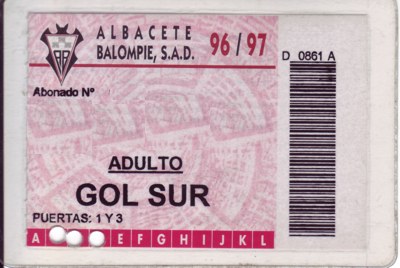 ALBACETE
BALOMPIE, S.A.D.
96 / 97
D 0861 A
Abonado Nº
ADULTO
GOL SUR
PUERTAS: 1 Y 3
A E F G H I J K L